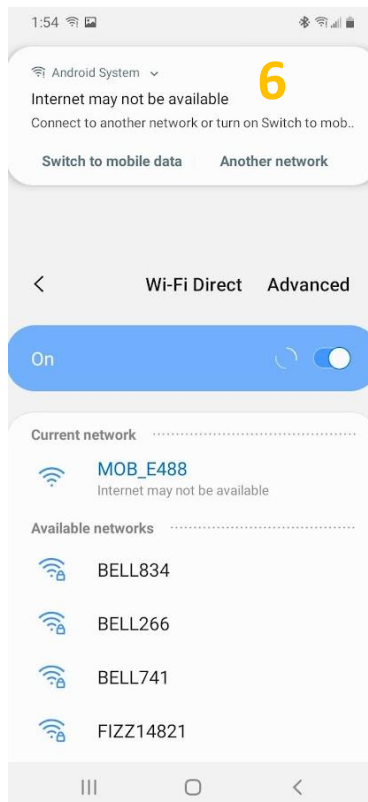 1:54
Android System
6
Internet may not be available
Connect to another network or turn on Switch to mob..
Switch to mobile data Another network
Wi-Fi Direct Advanced
On
Current network
MOB_E488
Internet may not be available
Available networks
BELL834
BELL266
BELL741
FIZZ14821